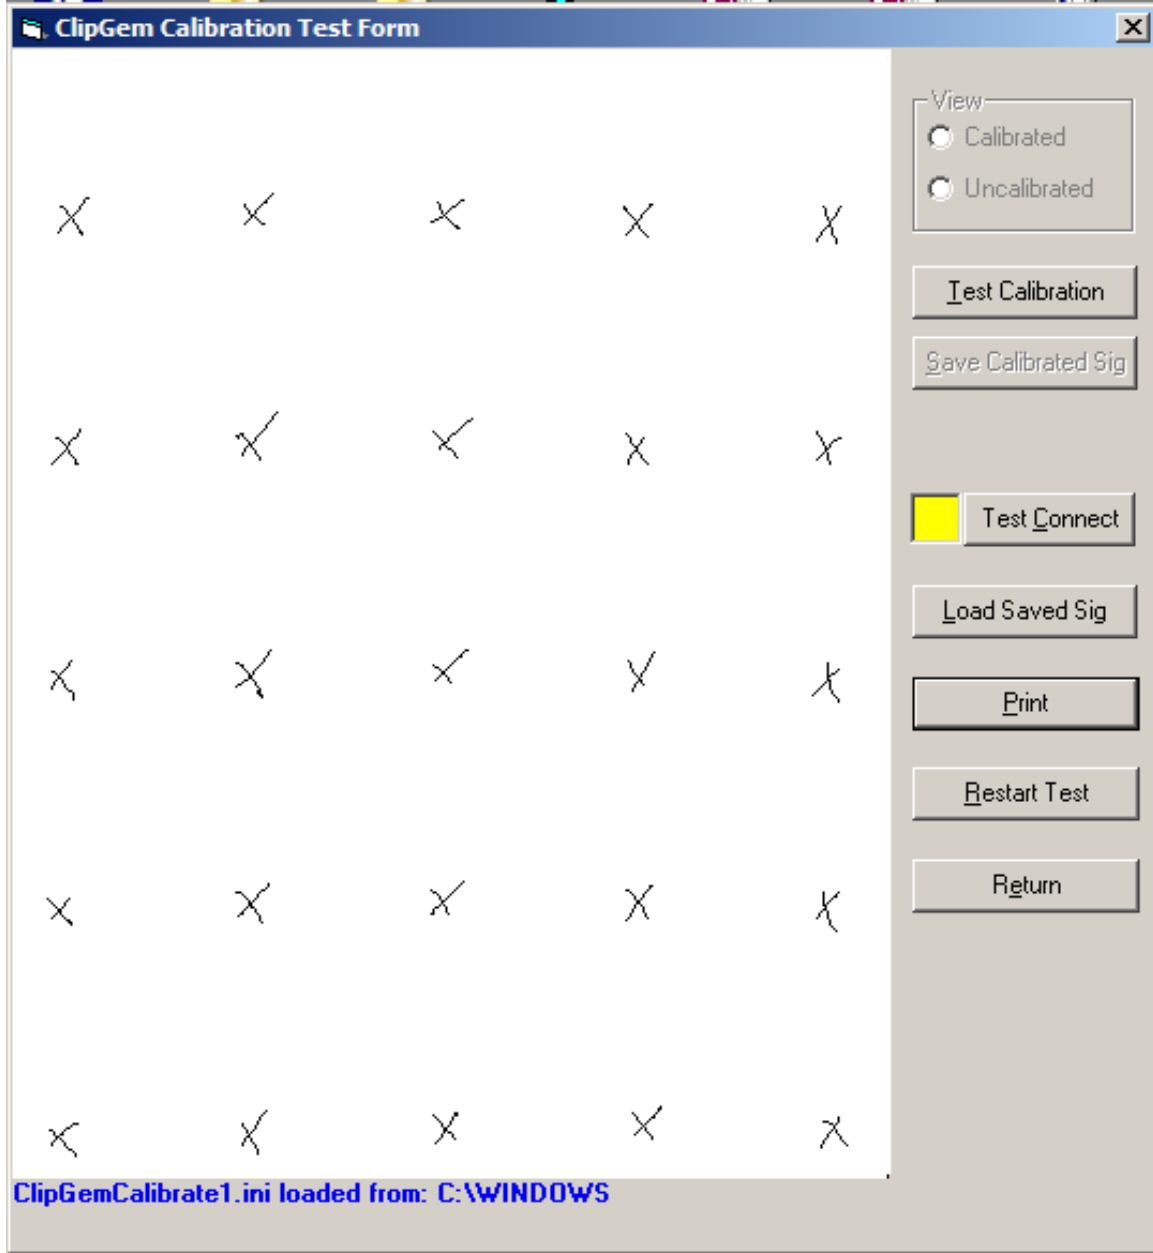 ClipGem Calibration Test Form
View
Calibrated
Uncalibrated
Test Calibration
Save Calibrated Sig
Test Connect
Load Saved Sig
Print
Restart Test
Return
X X X X X
X X X X X
X X X X X
X X X X X
X X X X X
ClipGemCalibrate1.ini loaded from: C:\WINDOWS